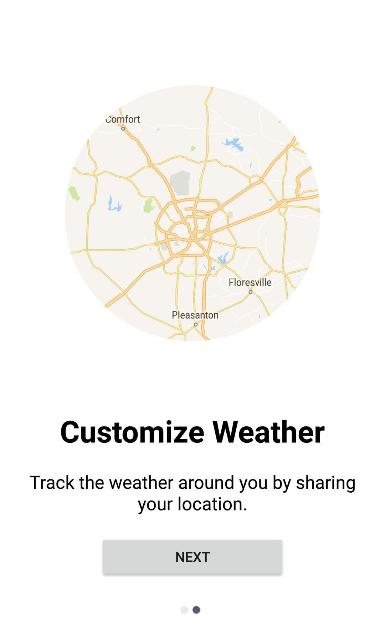 Comfort
Floresville
Pleasanton
Customize Weather
Track the weather around you by sharing
your location.
NEXT